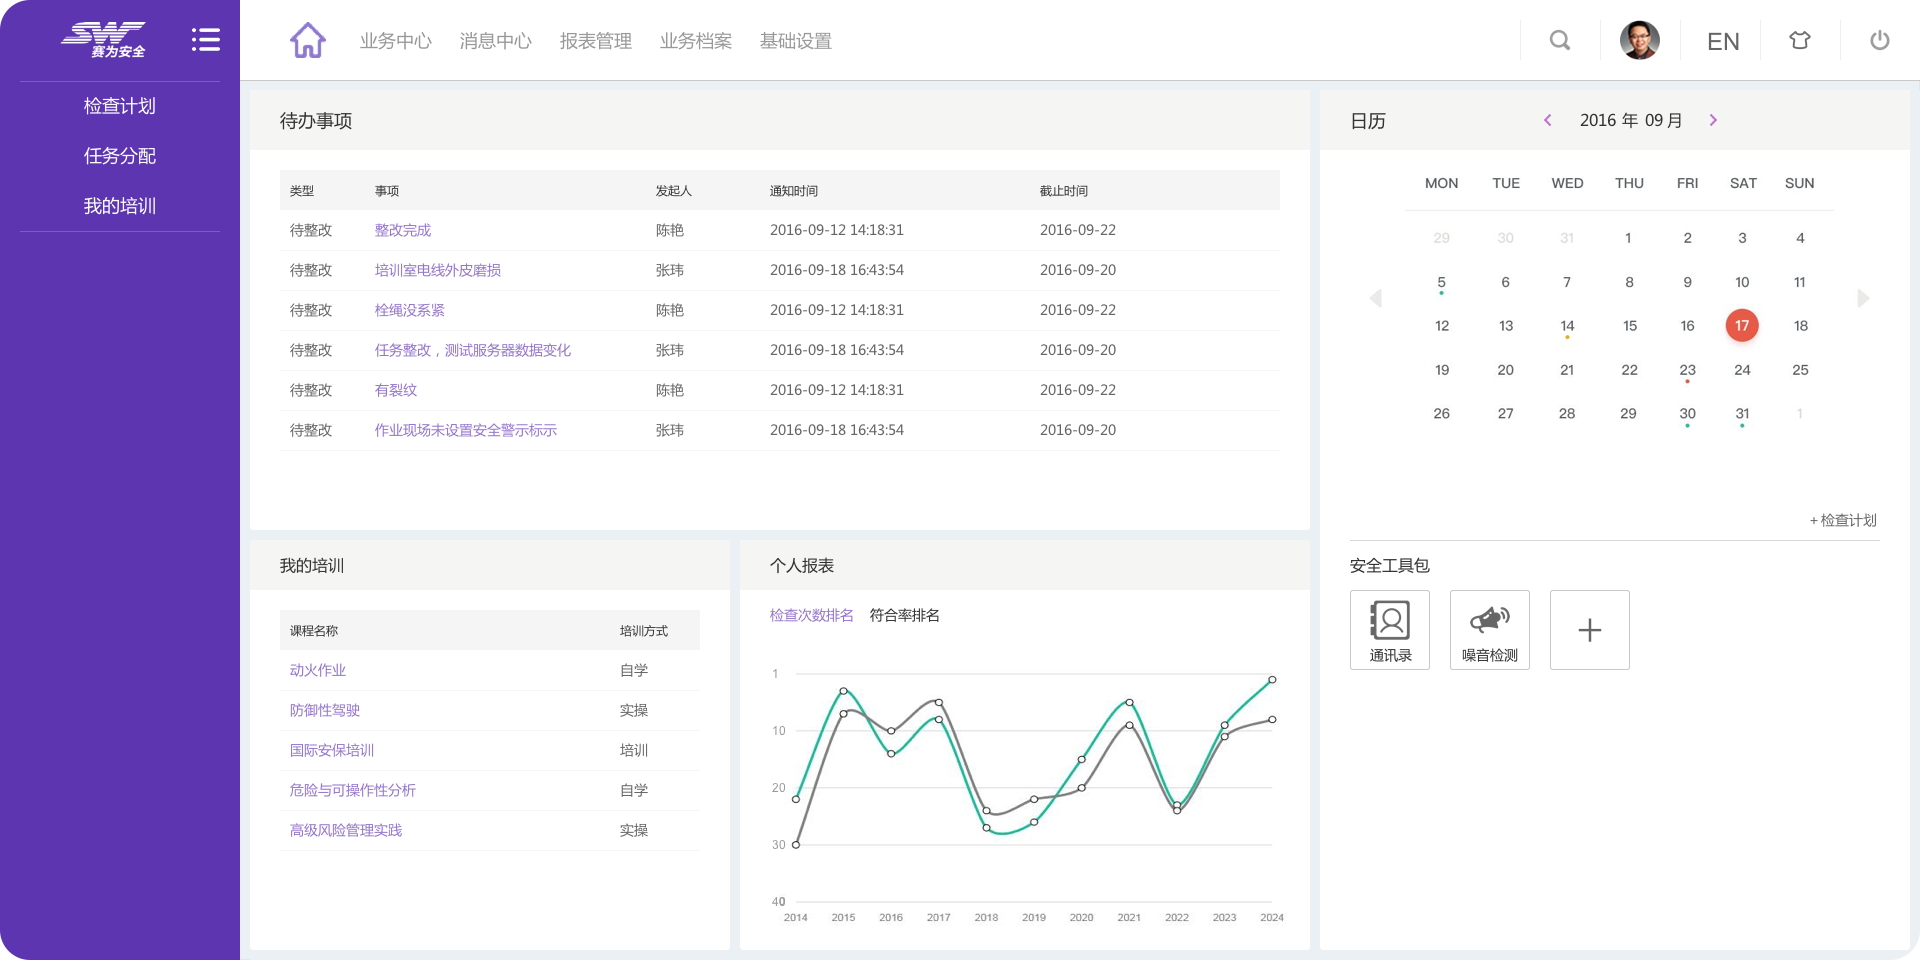 SW
赛为安全
检查计划
任务分配
我的培训
业务中心 消息中心 报表管理 业务档案 基础设置
EN
待办事项
类型 事项 发起人 通知时间 截止时间
待整改 整改完成 陈艳 2016-09-12 14:18:31 2016-09-22
待整改 培训室电线外皮磨损 张玮 2016-09-18 16:43:54 2016-09-20
待整改 栓绳没系紧 陈艳 2016-09-12 14:18:31 2016-09-22
待整改 任务整改，测试服务器数据变化 张玮 2016-09-18 16:43:54 2016-09-20
待整改 有裂纹 陈艳 2016-09-12 14:18:31 2016-09-22
待整改 作业现场未设置安全警示标示 张玮 2016-09-18 16:43:54 2016-09-20
日历 2016 年 09 月
MON TUE WED THU FRI SAT SUN
29 30 31 1 2 3 4
5 6 7 8 9 10 11
12 13 14 15 16 17 18
19 20 21 22 23 24 25
26 27 28 29 30 31 1
+ 检查计划
安全工具包
通讯录 噪音检测
我的培训
课程名称 培训方式
动火作业 自学
防御性驾驶 实操
国际安保培训 培训
危险与可操作性分析 自学
高级风险管理实践 实操
个人报表
检查次数排名 符合率排名
1
10
20
30
40
2014 2015 2016 2017 2018 2019 2020 2021 2022 2023 2024